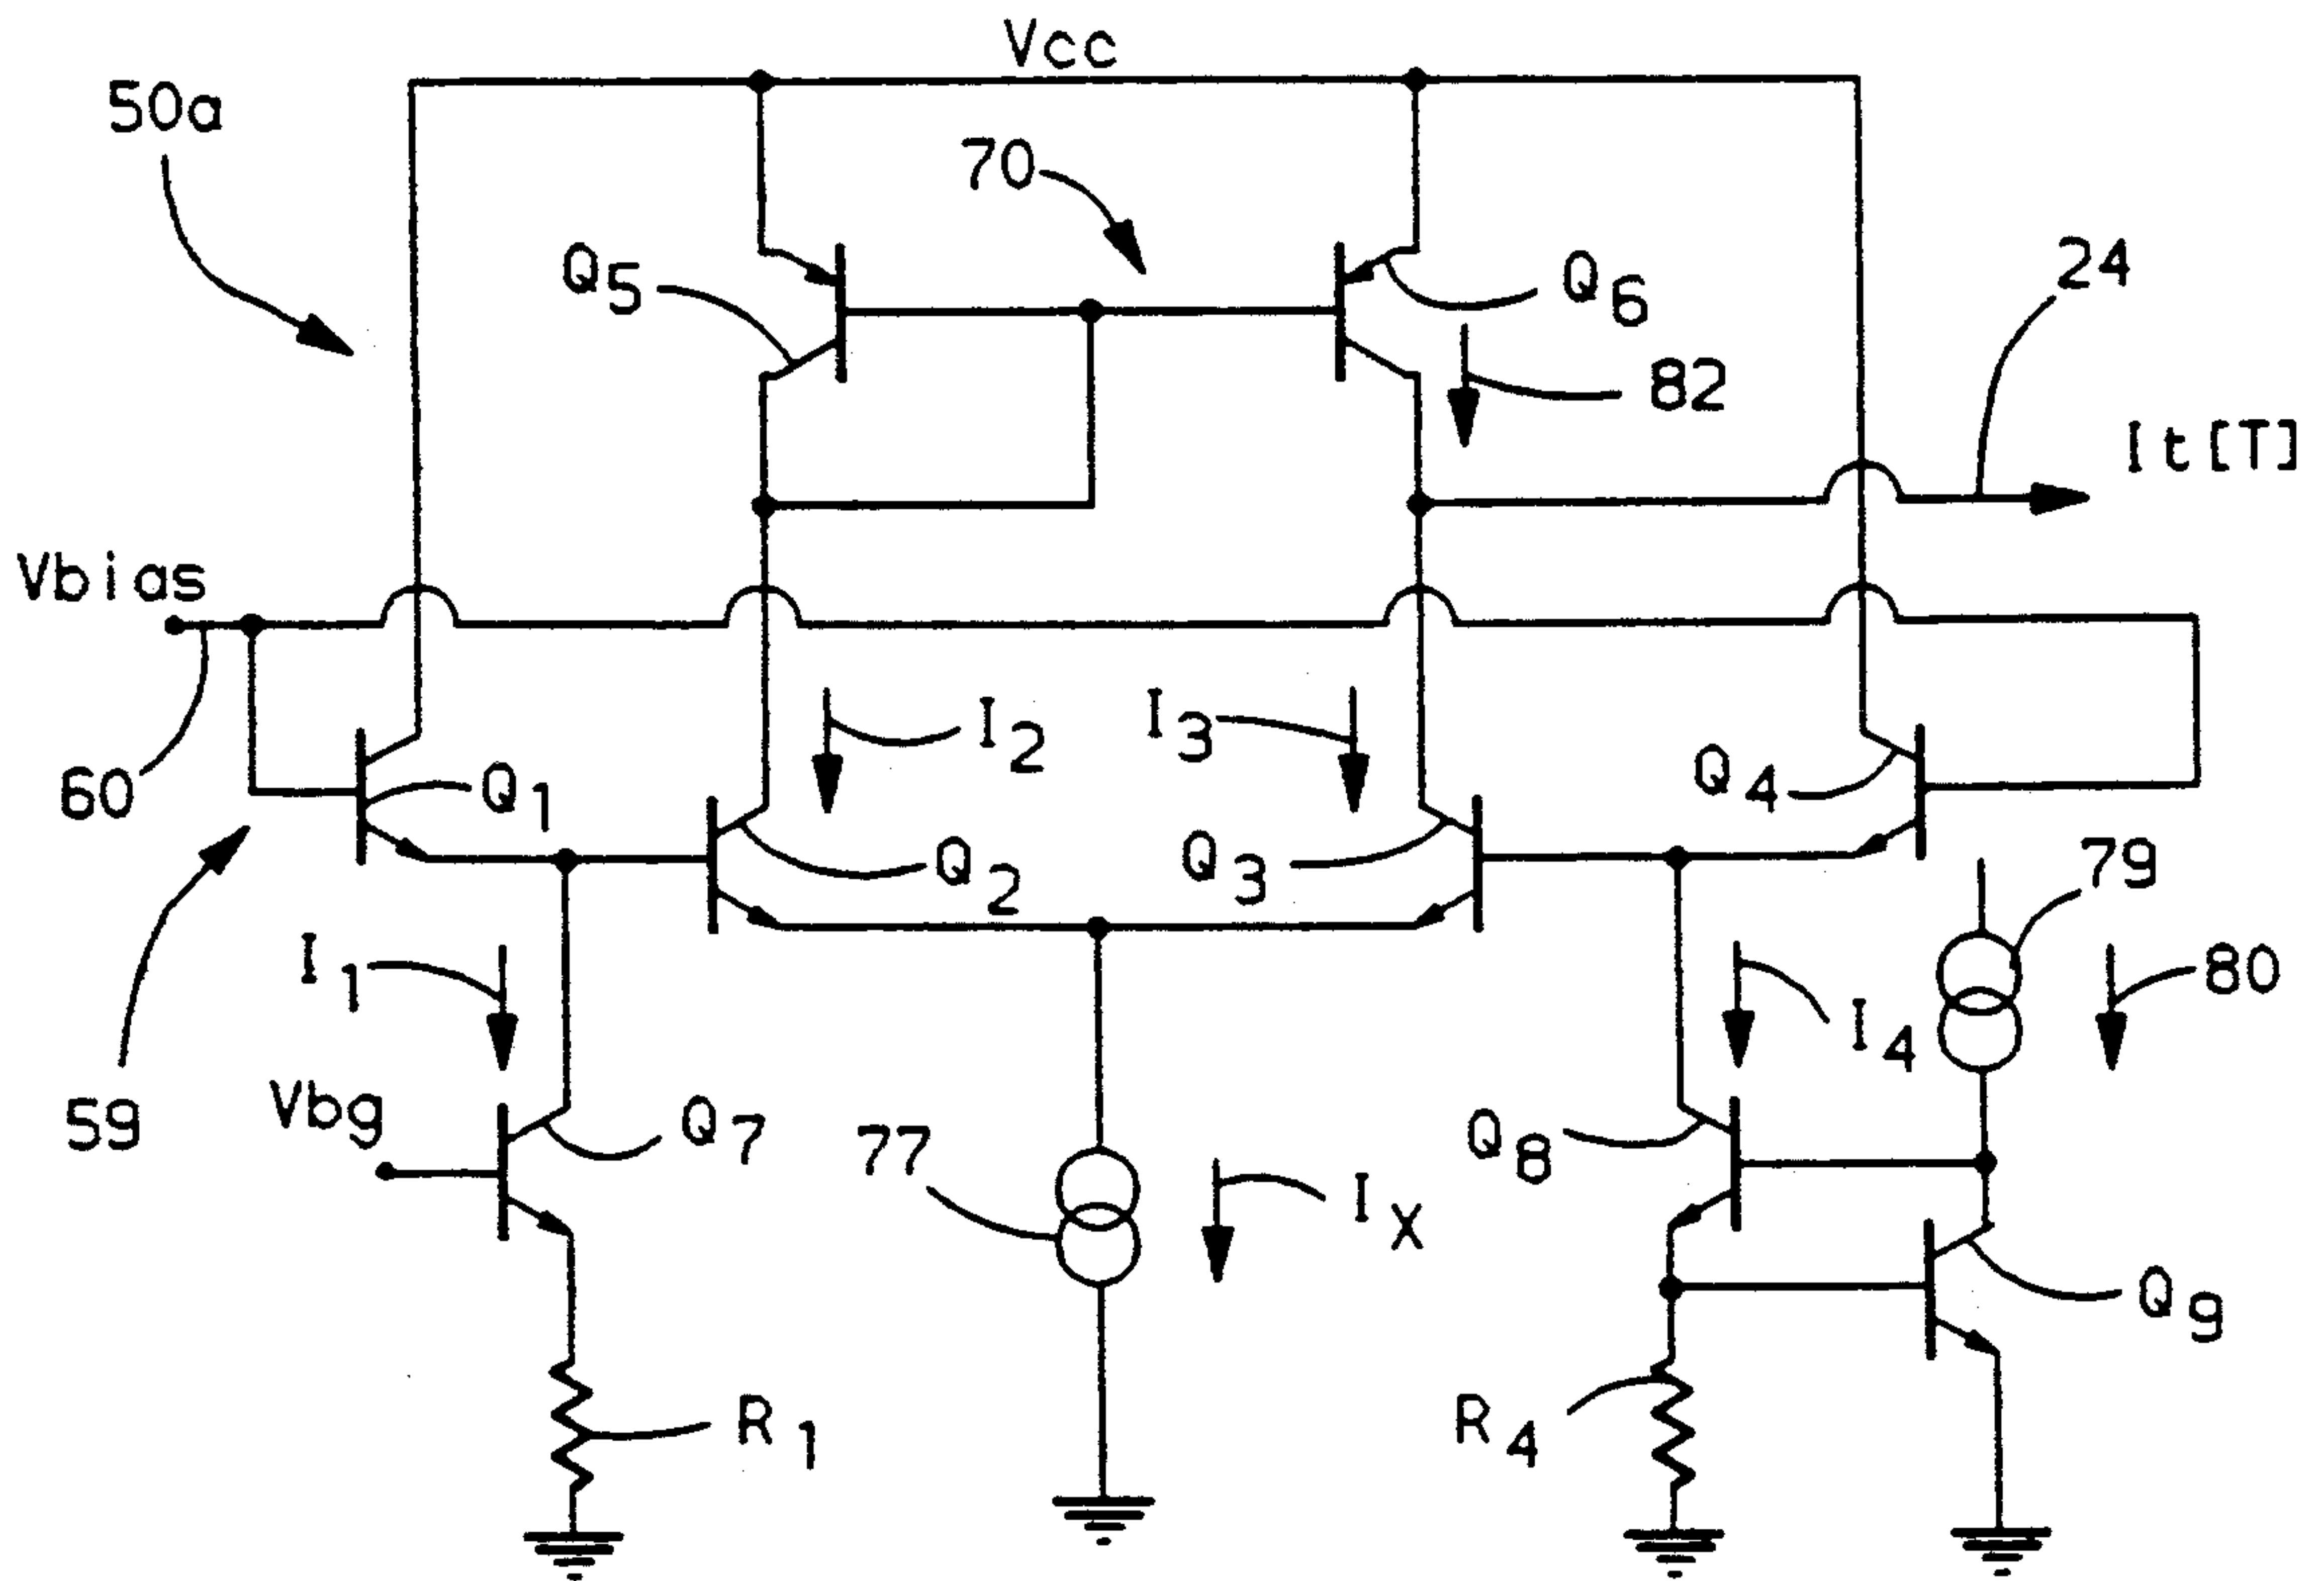 Vcc
50a
70
Q5
Q6
24
82
It[T]
Vbias
I2
I3
Q4
60
Q1
Q2
Q3
79
I1
I4
80
59
Vbg
Q7
77
IX
Q8
Q9
R1
R4